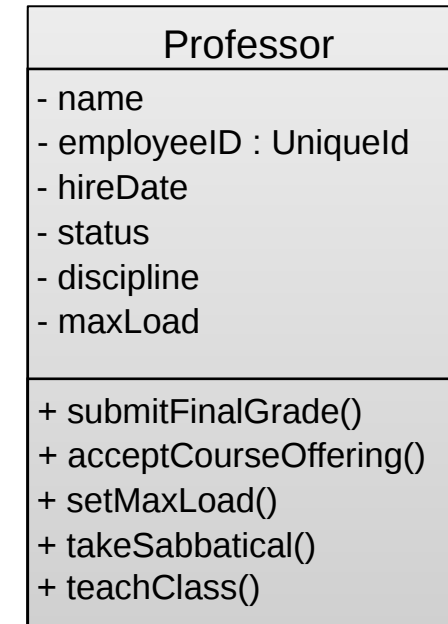 Professor
- name
- employeeID : UniqueId
- hireDate
- status
- discipline
- maxLoad
+ submitFinalGrade()
+ acceptCourseOffering()
+ setMaxLoad()
+ takeSabbatical()
+ teachClass()